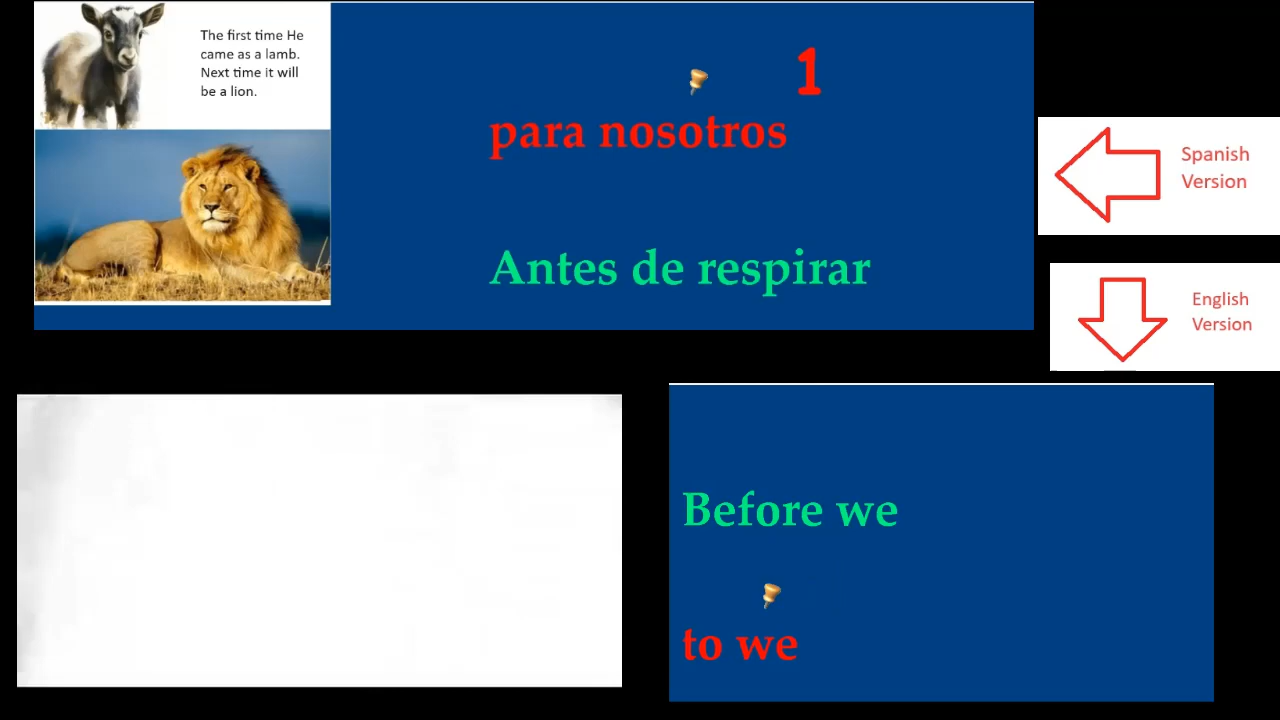 The first time He
came as a lamb.
Next time it will
be a lion.
1
para nosotros
Antes de respirar
Spanish
Version
English
Version
Before we
to we